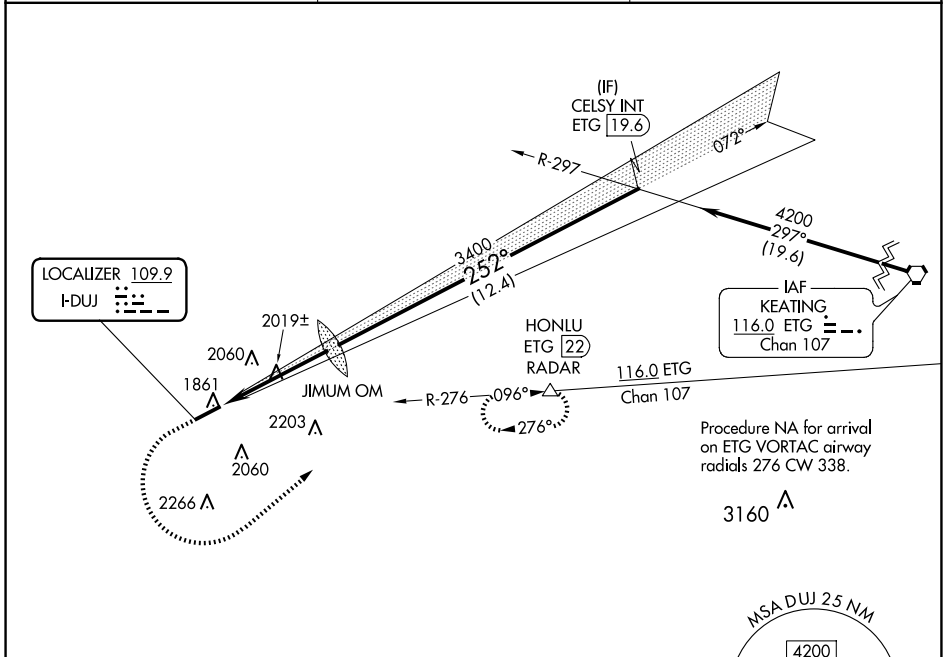 (IF)
CELSY INT
ETG 19.6
R-297
072°
4200
297°
(19.6)
3400
252°
(12.4)
LOCALIZER 109.9
I-DUJ
IAF
KEATING
116.0 ETG
Chan 107
2019±
2060
1861
JIMUM OM
HONLU
ETG 22
RADAR
116.0 ETG
Chan 107
R-276
096°
276°
2203
2060
2266
Procedure NA for arrival
on ETG VORTAC airway
radials 276 CW 338.
3160
MSA DUJ 25 NM
4200